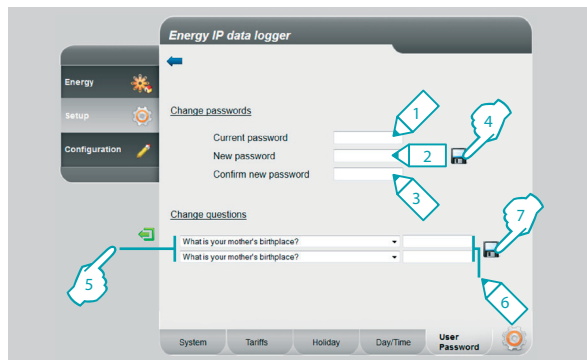 Energy IP data logger
Energy
Setup
Configuration
Change passwords
Current password
New password
Confirm new password
1
2
3
4
Change questions
What is your mother's birthplace?
What is your mother's birthplace?
5
6
7
System
Tariffs
Holiday
Day/Time
User
Password